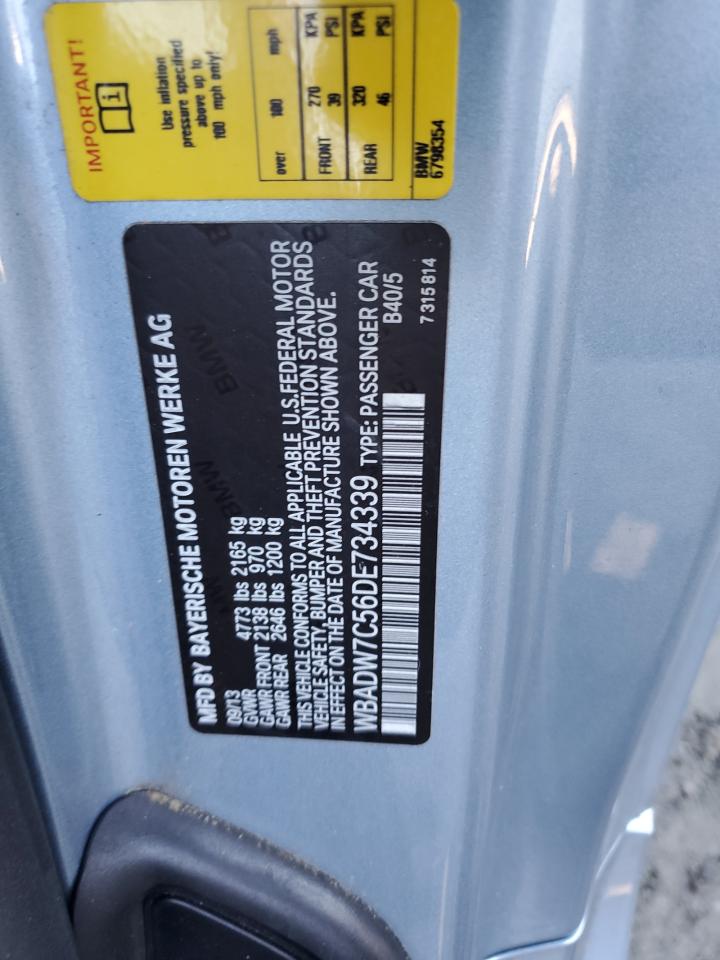 IMPORTANT!
i
Use inflation
pressure specified
above up to
100 mph only!
over 100 mph
FRONT 270 KPA
39 PSI
REAR 320 KPA
46 PSI
BMW
6798354
MFD BY BAYERISCHE MOTOREN WERKE AG
09/13
GVWR 4773 lbs 2165 kg
GAWR FRONT 2138 lbs 970 kg
GAWR REAR 2646 lbs 1200 kg
THIS VEHICLE CONFORMS TO ALL APPLICABLE U.S. FEDERAL MOTOR
VEHICLE SAFETY, BUMPER AND THEFT PREVENTION STANDARDS
IN EFFECT ON THE DATE OF MANUFACTURE SHOWN ABOVE.
WBADW7C56DE734339 TYPE: PASSENGER CAR
B40/5
7 315 814
BMW
BMW